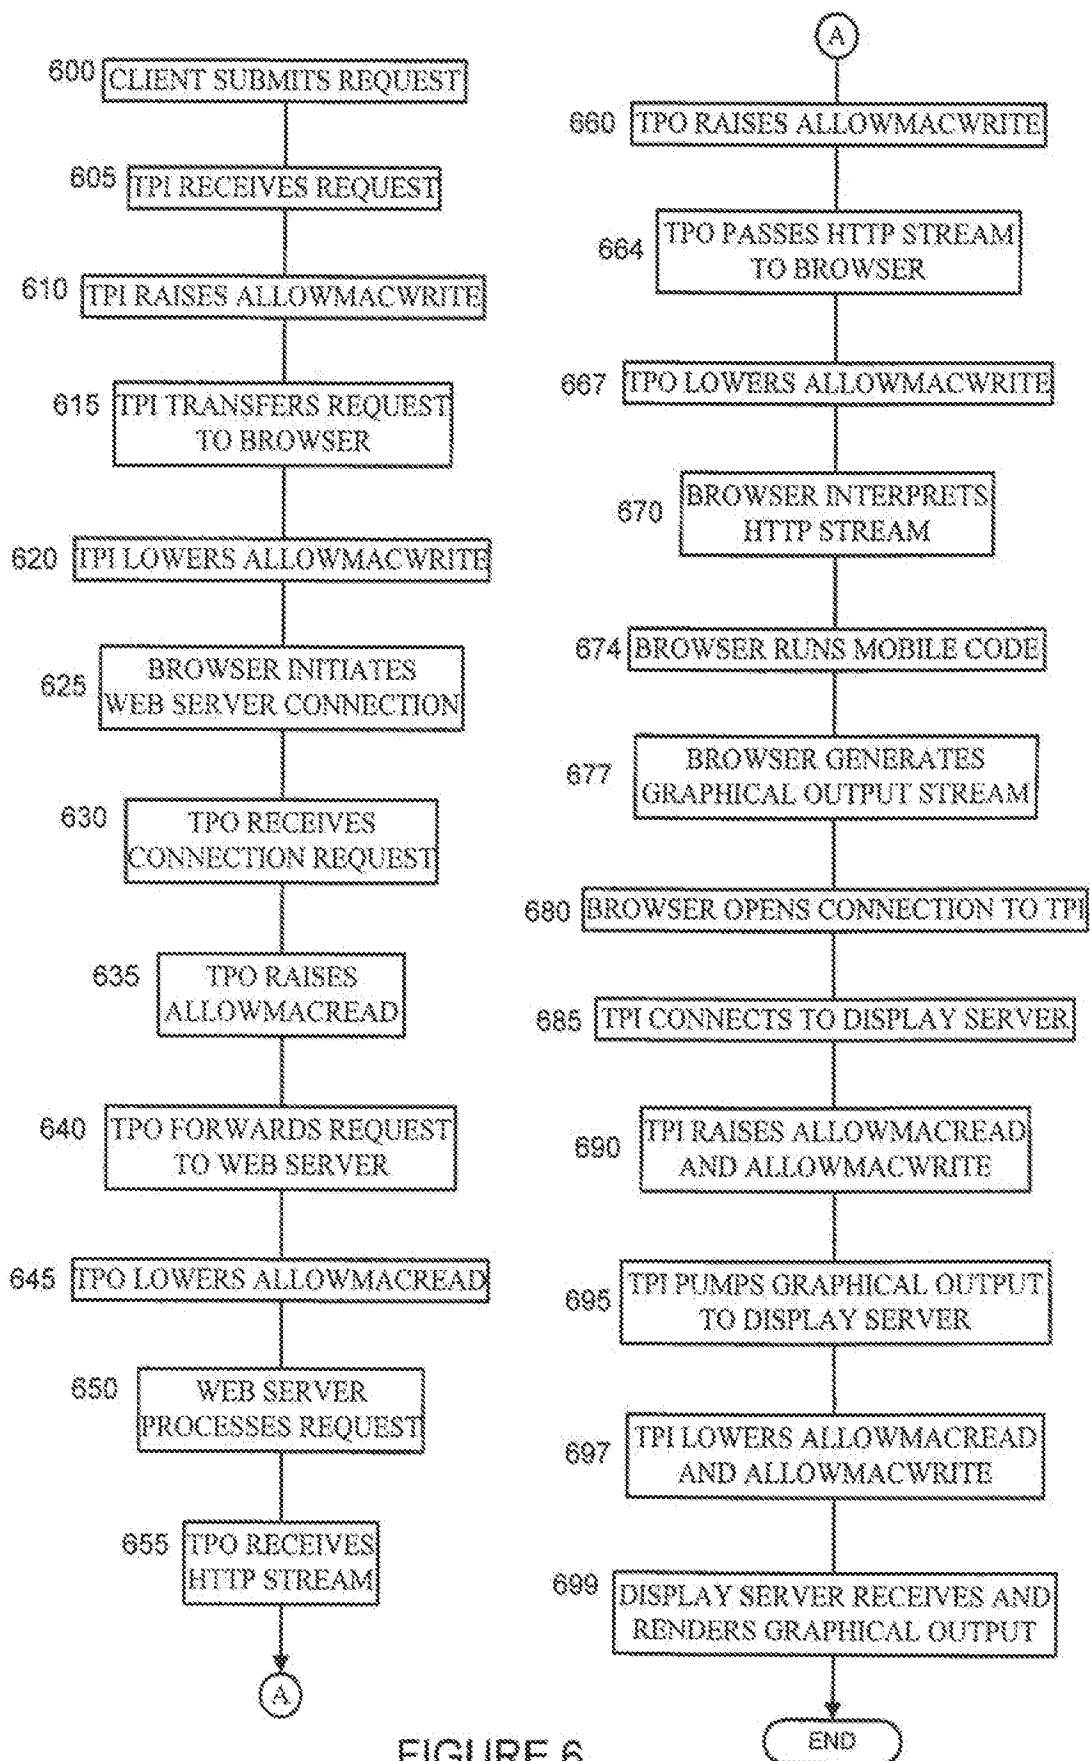 600 CLIENT SUBMITS REQUEST
605 TPI RECEIVES REQUEST
610 TPI RAISES ALLOWMACWRITE
615 TPI TRANSFERS REQUEST
TO BROWSER
620 TPI LOWERS ALLOWMACWRITE
625 BROWSER INITIATES
WEB SERVER CONNECTION
630 TPO RECEIVES
CONNECTION REQUEST
635 TPO RAISES
ALLOWMACREAD
640 TPO FORWARDS REQUEST
TO WEB SERVER
645 TPO LOWERS ALLOWMACREAD
650 WEB SERVER
PROCESSES REQUEST
655 TPO RECEIVES
HTTP STREAM
A
A
660 TPO RAISES ALLOWMACWRITE
664 TPO PASSES HTTP STREAM
TO BROWSER
667 TPO LOWERS ALLOWMACWRITE
670 BROWSER INTERPRETS
HTTP STREAM
674 BROWSER RUNS MOBILE CODE
677 BROWSER GENERATES
GRAPHICAL OUTPUT STREAM
680 BROWSER OPENS CONNECTION TO TPI
685 TPI CONNECTS TO DISPLAY SERVER
690 TPI RAISES ALLOWMACREAD
AND ALLOWMACWRITE
695 TPI PUMPS GRAPHICAL OUTPUT
TO DISPLAY SERVER
697 TPI LOWERS ALLOWMACREAD
AND ALLOWMACWRITE
699 DISPLAY SERVER RECEIVES AND
RENDERS GRAPHICAL OUTPUT
END
FIGURE 6